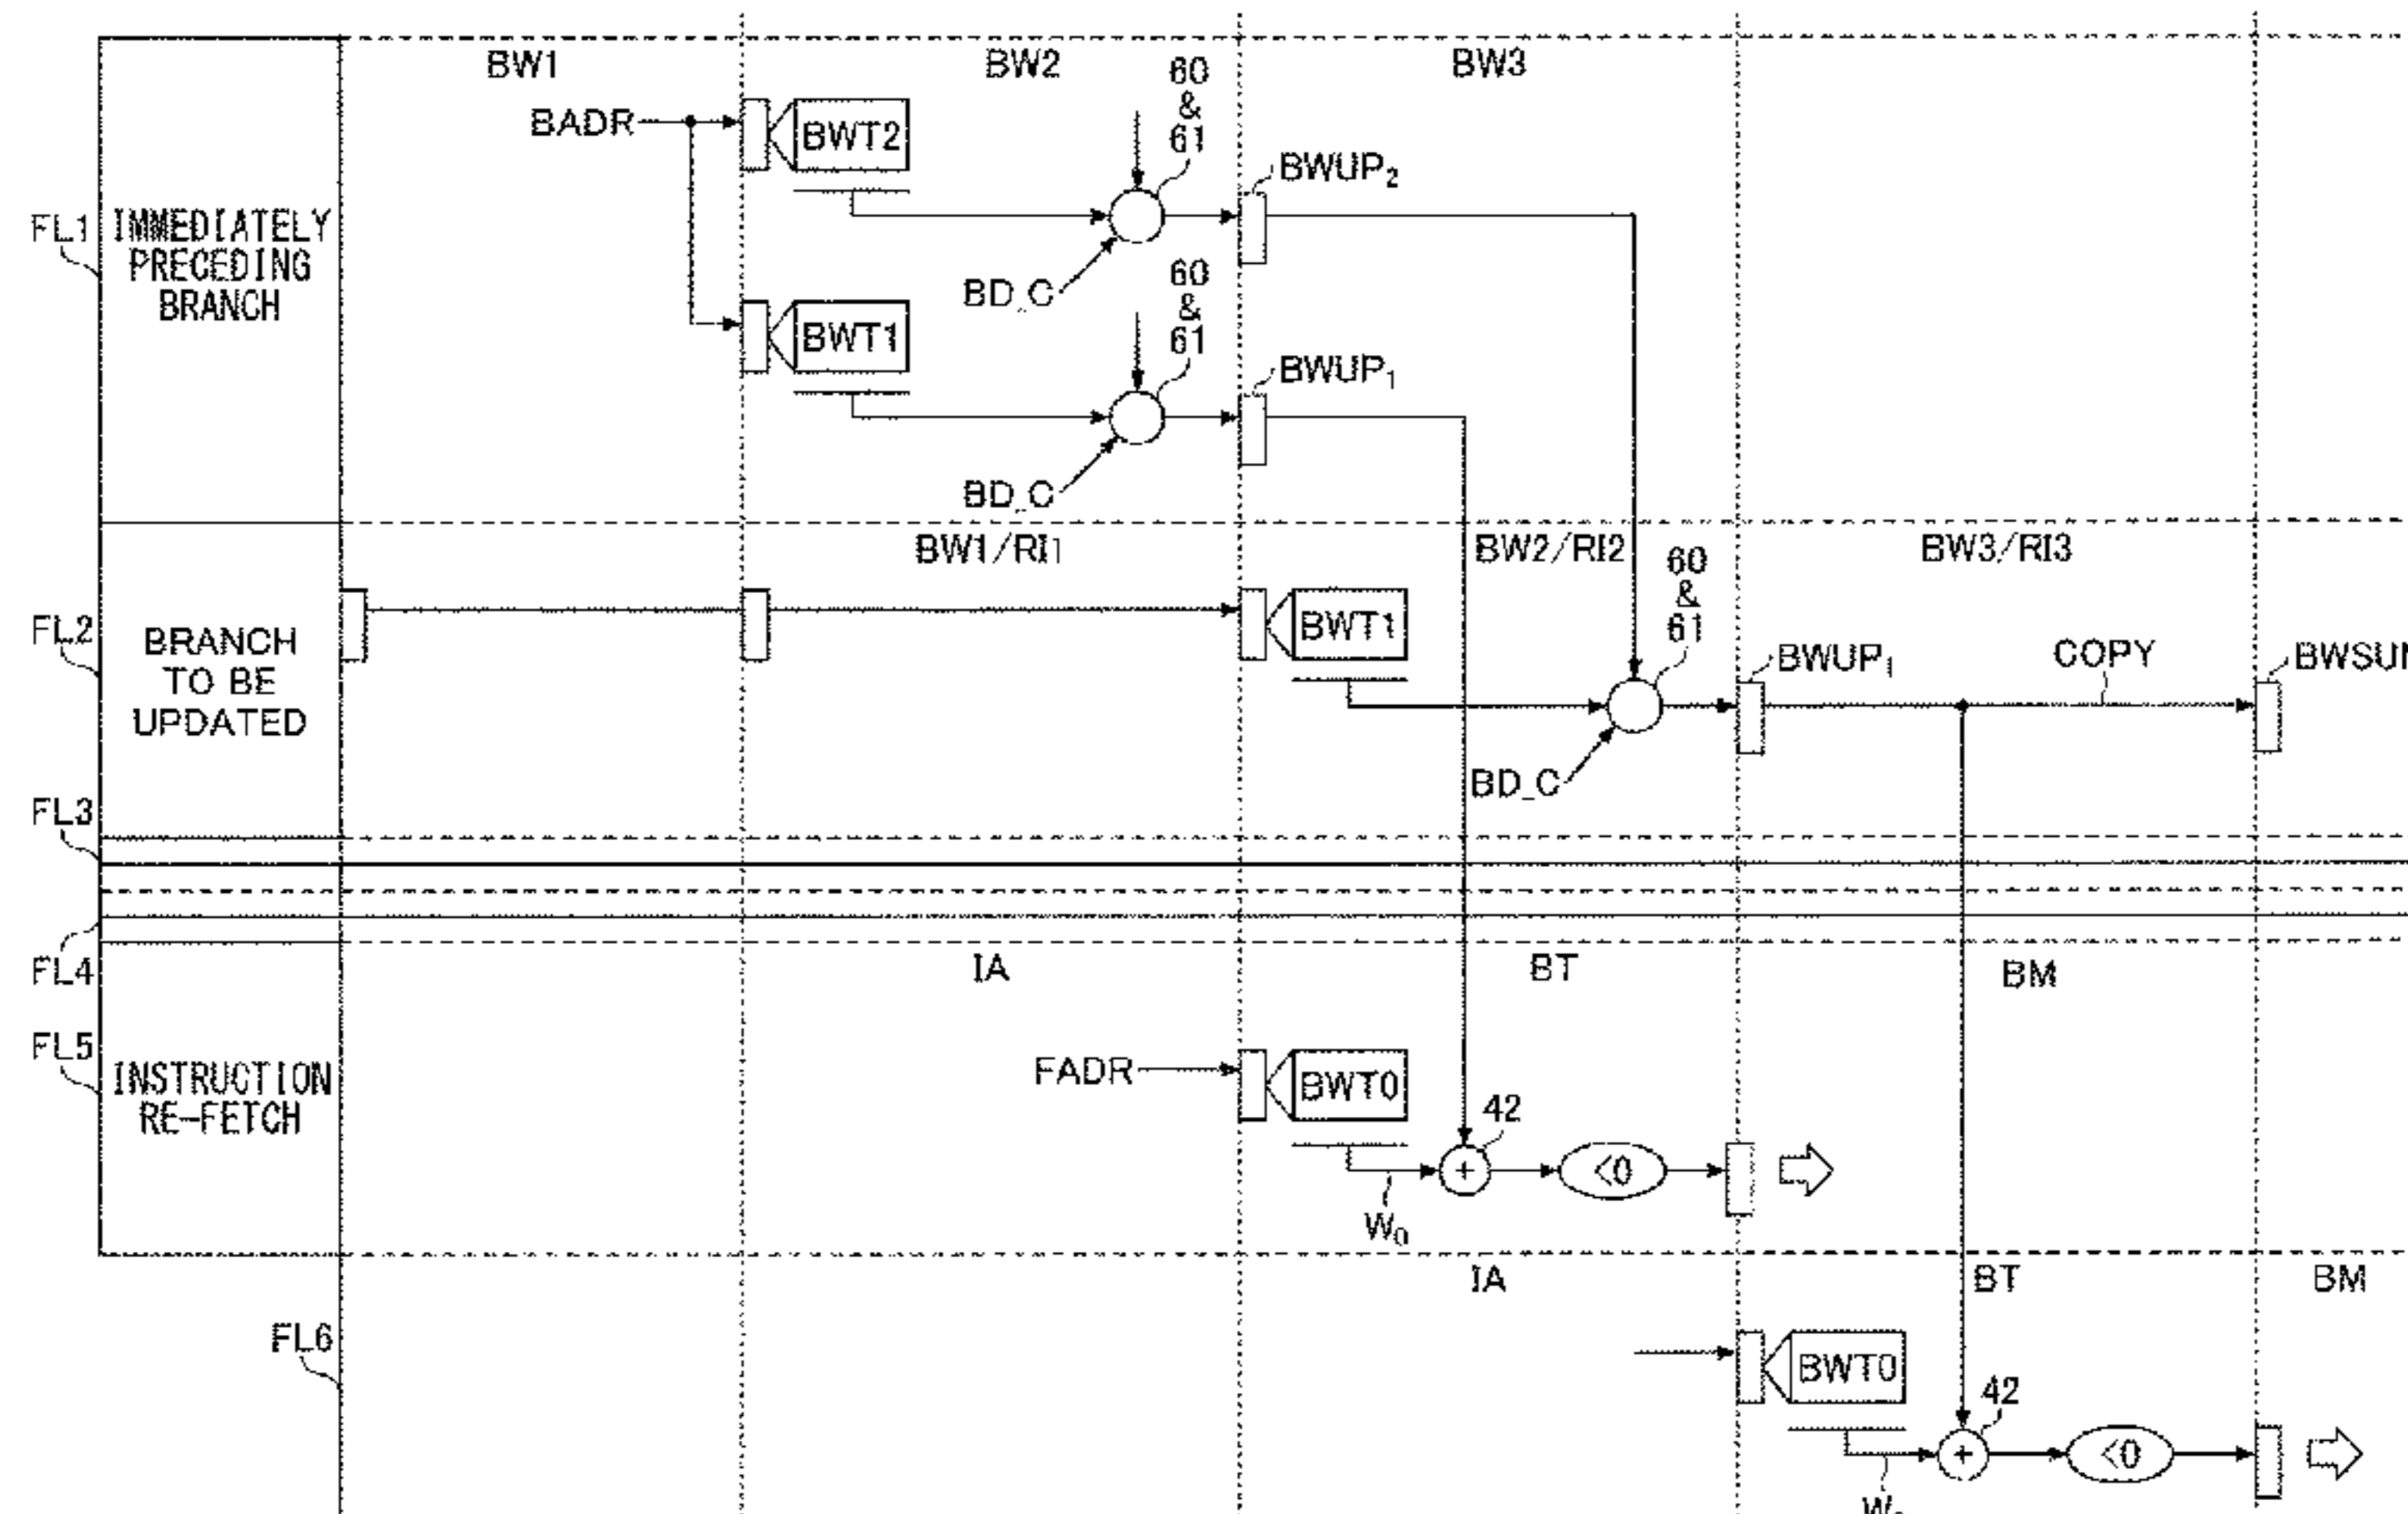 BW1
BW2
BW3
60
&
61
BADR
BWT2
BWUP₂
FL1
IMMEDIATELY
PRECEDING
BRANCH
BD_C
60
&
61
BWT1
BWUP₁
BD_C
BW1/RI1
BW2/RI2
BW3/RI3
60
&
61
FL2
BRANCH
TO BE
UPDATED
BWT1
BWUP₁
COPY
BWSUM
BD_C
FL3
FL4
IA
BT
BM
FL5
INSTRUCTION
RE-FETCH
FADR
BWT0
42
+
<0
W₀
IA
BT
BM
FL6
BWT0
42
+
<0